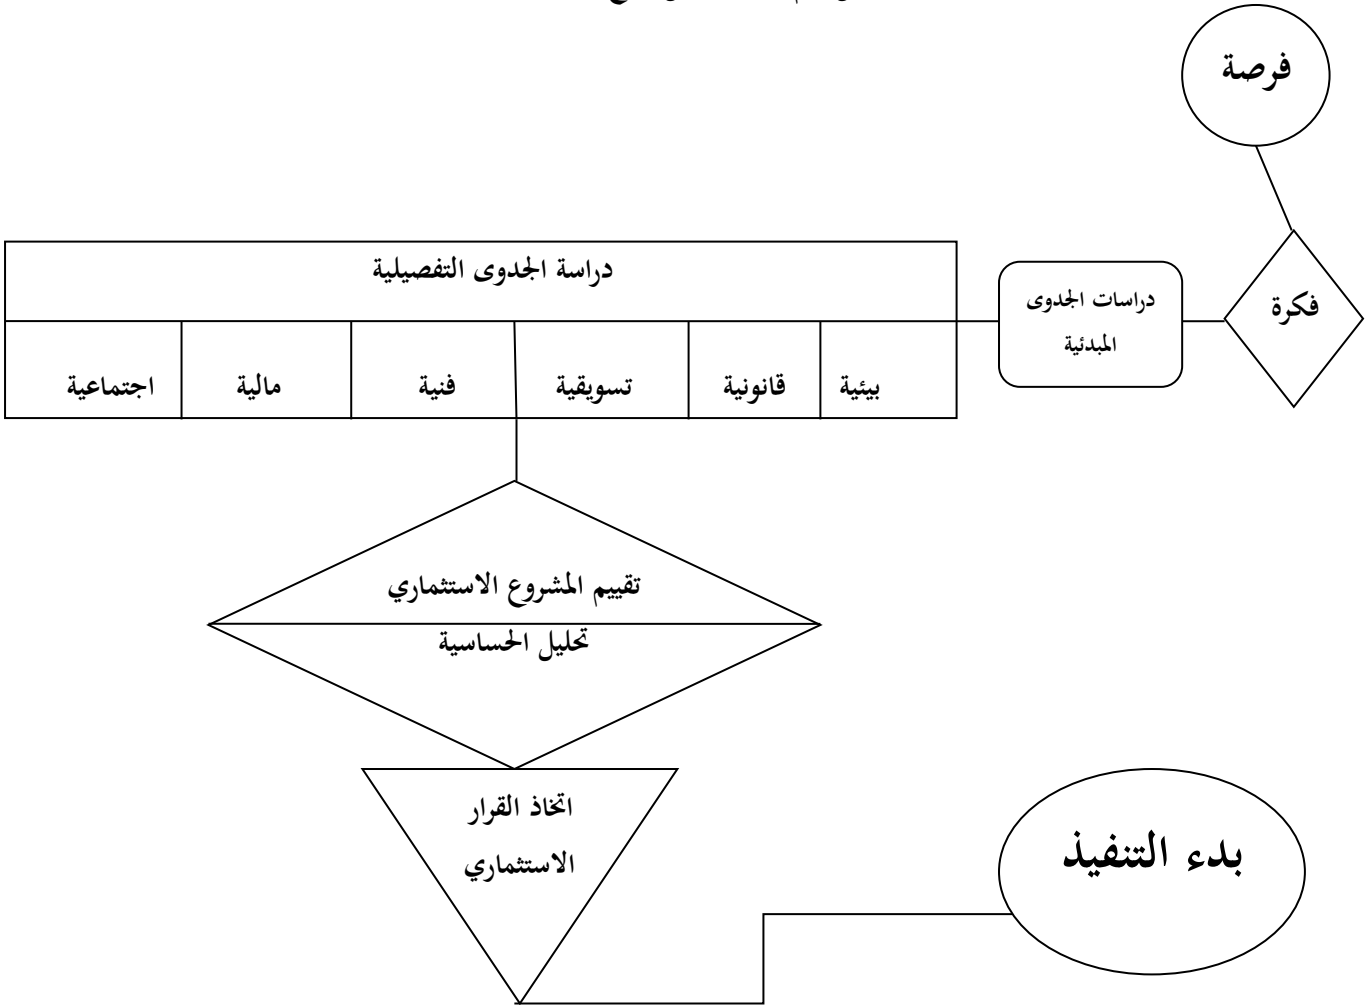 فرصة
فكرة
دراسات الجدوى
المبدئية
دراسة الجدوى التفصيلية
بيئية
قانونية
تسويقية
فنية
مالية
اجتماعية
تقييم المشروع الاستثماري
تحليل الحساسية
اتخاذ القرار
الاستثماري
بدء التنفيذ